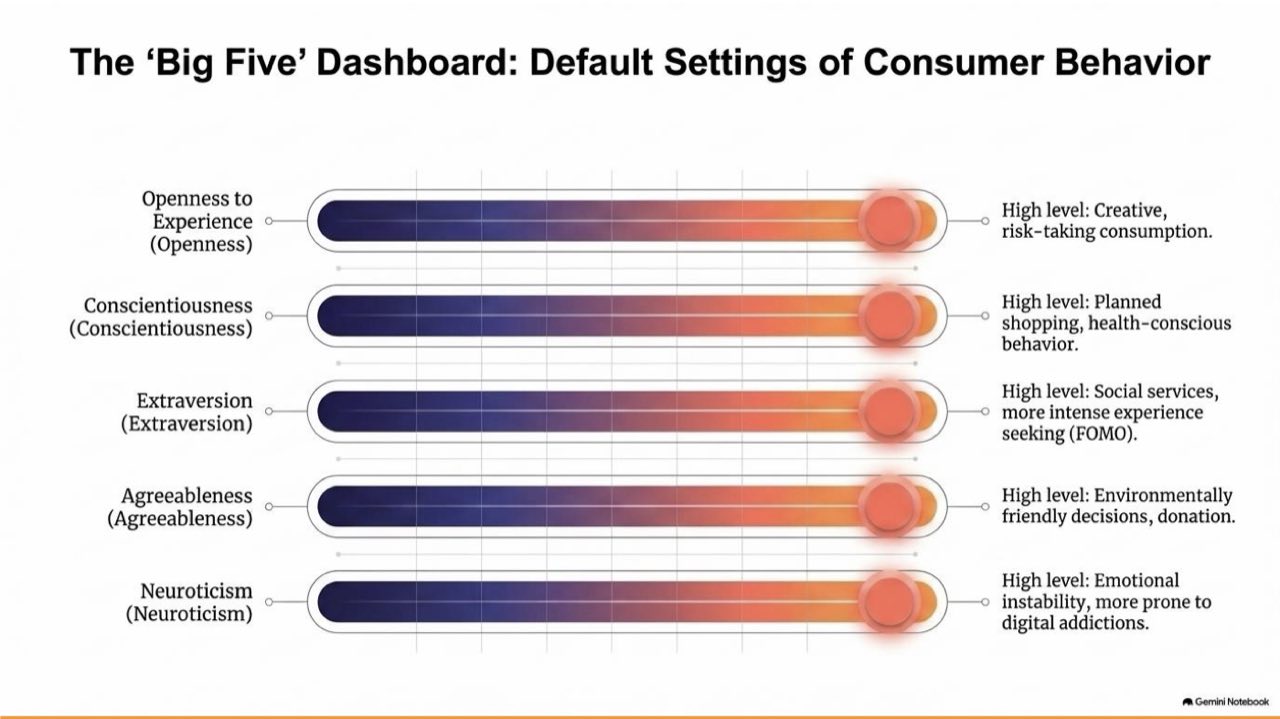 The ‘Big Five’ Dashboard: Default Settings of Consumer Behavior
Openness to
Experience
(Openness)
High level: Creative,
risk-taking consumption.
Conscientiousness
(Conscientiousness)
High level: Planned
shopping, health-conscious
behavior.
Extraversion
(Extraversion)
High level: Social services,
more intense experience
seeking (FOMO).
Agreeableness
(Agreeableness)
High level: Environmentally
friendly decisions, donation.
Neuroticism
(Neuroticism)
High level: Emotional
instability, more prone to
digital addictions.
Gemini Notebook